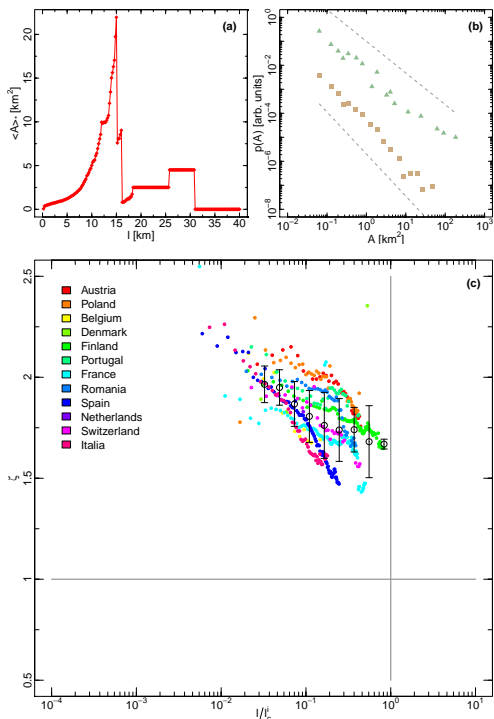 (a)
<A>* [km²]
20
15
10
5
0
0 5 10 15 20 25 30 35 40
l [km]
(b)
p(A) [arb. units]
10⁰
10⁻²
10⁻⁴
10⁻⁶
10⁻⁸
10⁻² 10⁻¹ 10⁰ 10¹ 10² 10³
A [km²]
(c)
ζ
2.5
2
1.5
1
0.5
Austria
Poland
Belgium
Denmark
Finland
Portugal
France
Romania
Spain
Netherlands
Switzerland
Italia
10⁻⁴ 10⁻³ 10⁻² 10⁻¹ 10⁰ 10¹